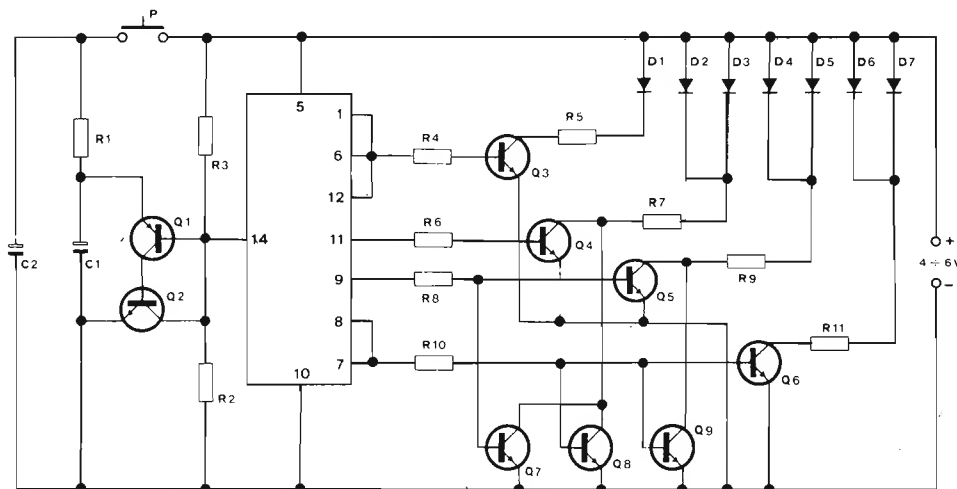 P
D1 D2 D3 D4 D5 D6 D7
5
R1
R3
1
R4
R5
6
Q3
12
Q1
14
R6
R7
11
Q4
C2
C1
9
R8
Q5
R9
+
4 ÷ 6V
−
Q2
8
R10
R11
7
Q6
10
R2
Q7
Q8
Q9